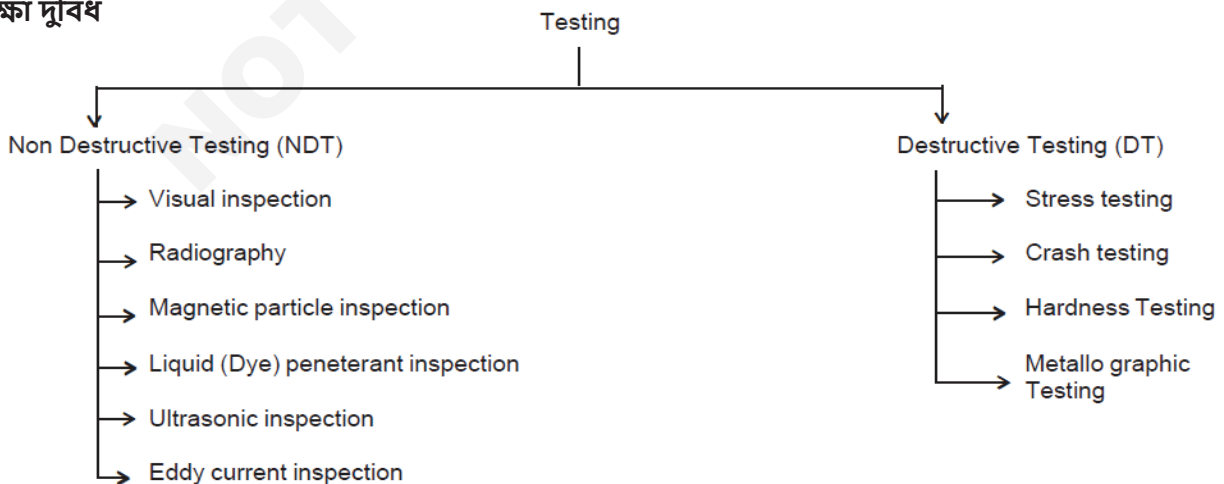 দুবিধ
Testing
Non Destructive Testing (NDT)
Destructive Testing (DT)
Visual inspection
Radiography
Magnetic particle inspection
Liquid (Dye) peneterant inspection
Ultrasonic inspection
Eddy current inspection
Stress testing
Crash testing
Hardness Testing
Metallo graphic
Testing